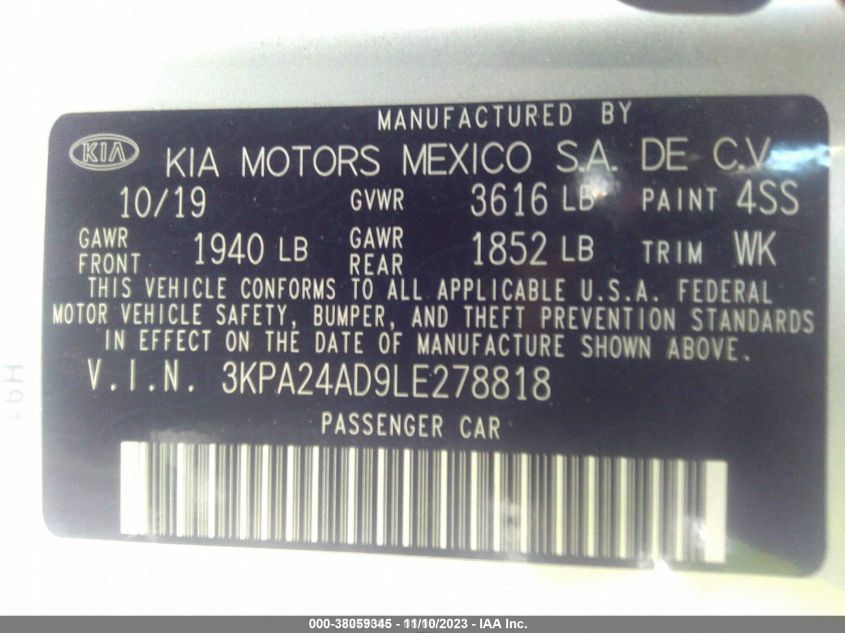 MANUFACTURED BY
KIA KIA MOTORS MEXICO S.A. DE C.V.
10/19 GVWR 3616 LB PAINT 4SS
GAWR FRONT 1940 LB GAWR REAR 1852 LB TRIM WK
THIS VEHICLE CONFORMS TO ALL APPLICABLE U.S.A. FEDERAL
MOTOR VEHICLE SAFETY, BUMPER, AND THEFT PREVENTION STANDARDS
IN EFFECT ON THE DATE OF MANUFACTURE SHOWN ABOVE.
V.I.N. 3KPA24AD9LE278818
PASSENGER CAR
H91
000-38059345 - 11/10/2023 - IAA Inc.